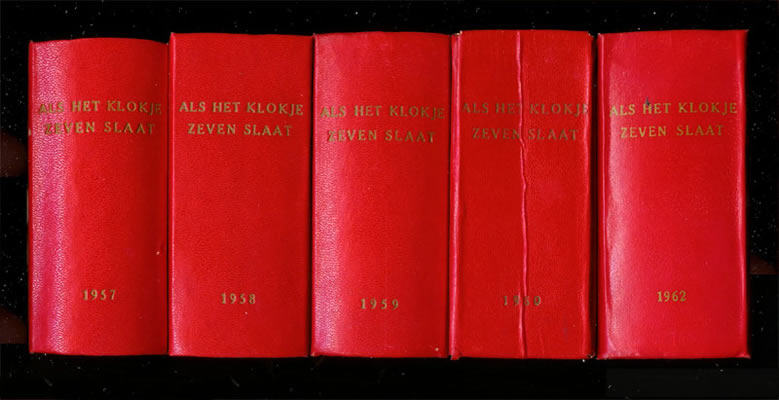 ALS HET KLOKJE
ZEVEN SLAAT
1957
ALS HET KLOKJE
ZEVEN SLAAT
1958
ALS HET KLOKJE
ZEVEN SLAAT
1959
ALS HET KLOKJE
ZEVEN SLAAT
1960
ALS HET KLOKJE
ZEVEN SLAAT
1962